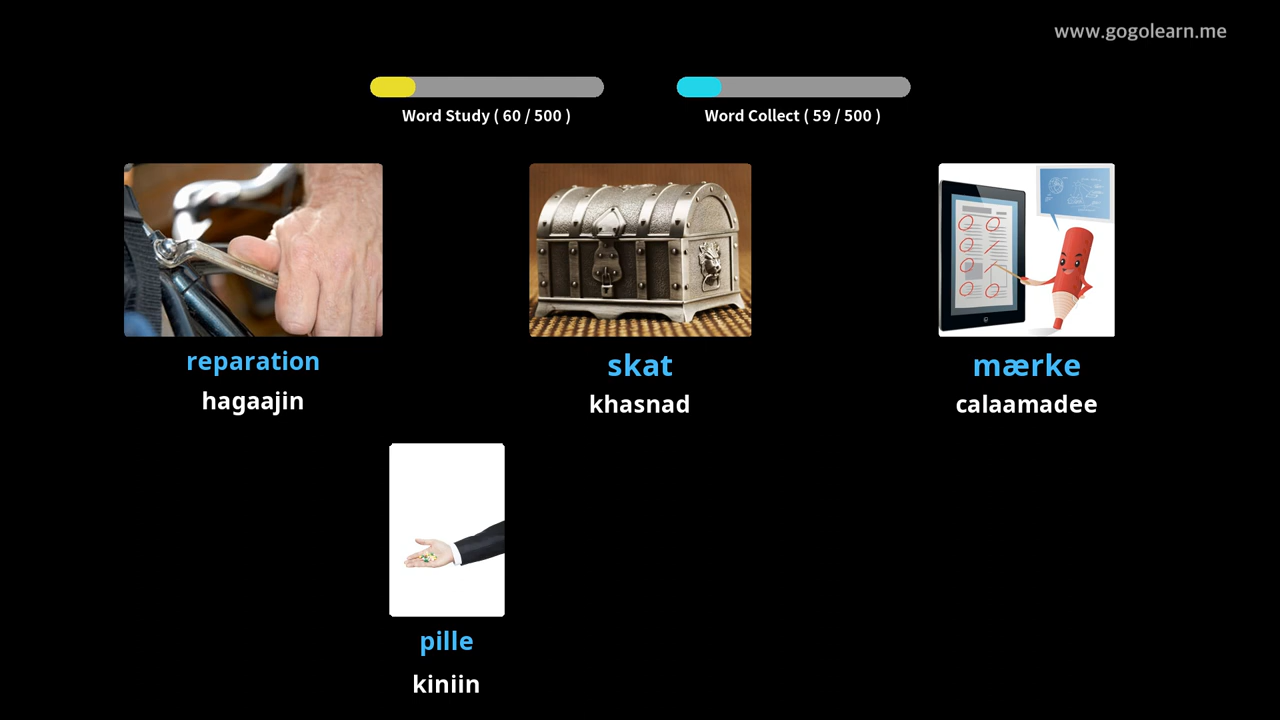 www.gogolearn.me
Word Study ( 60 / 500 )
Word Collect ( 59 / 500 )
reparation
hagaajin
skat
khasnad
mærke
calaamadee
pille
kiniin